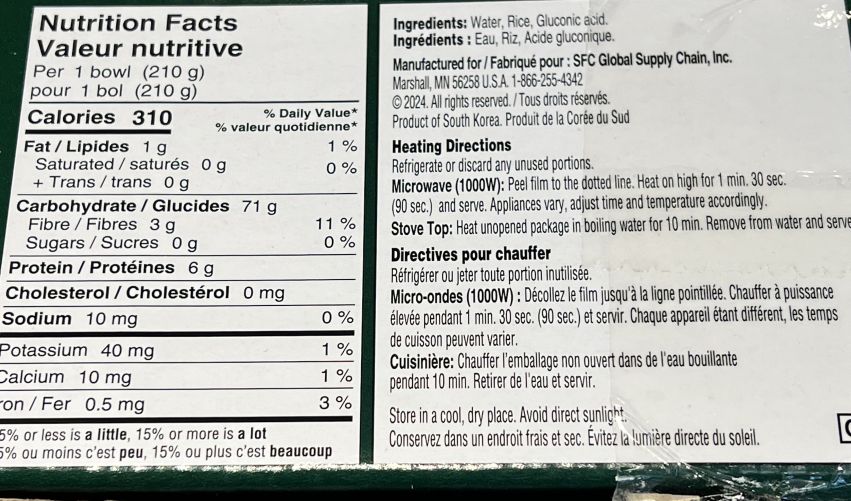 Nutrition Facts
Valeur nutritive
Per 1 bowl (210 g)
pour 1 bol (210 g)
Calories 310
% Daily Value*
% valeur quotidienne*
Fat / Lipides 1 g 1 %
Saturated / saturés 0 g
+ Trans / trans 0 g 0 %
Carbohydrate / Glucides 71 g
Fibre / Fibres 3 g 11 %
Sugars / Sucres 0 g 0 %
Protein / Protéines 6 g
Cholesterol / Cholestérol 0 mg
Sodium 10 mg 0 %
Potassium 40 mg 1 %
Calcium 10 mg 1 %
ron / Fer 0.5 mg 3 %
5% or less is a little, 15% or more is a lot
5% ou moins c'est peu, 15% ou plus c'est beaucoup
Ingredients: Water, Rice, Gluconic acid.
Ingrédients : Eau, Riz, Acide gluconique.
Manufactured for / Fabriqué pour : SFC Global Supply Chain, Inc.
Marshall, MN 56258 U.S.A. 1-866-255-4342
© 2024. All rights reserved. / Tous droits réservés.
Product of South Korea. Produit de la Corée du Sud
Heating Directions
Refrigerate or discard any unused portions.
Microwave (1000W): Peel film to the dotted line. Heat on high for 1 min. 30 sec.
(90 sec.) and serve. Appliances vary, adjust time and temperature accordingly.
Stove Top: Heat unopened package in boiling water for 10 min. Remove from water and serve
Directives pour chauffer
Réfrigérer ou jeter toute portion inutilisée.
Micro-ondes (1000W) : Décollez le film jusqu'à la ligne pointillée. Chauffer à puissance
élevée pendant 1 min. 30 sec. (90 sec.) et servir. Chaque appareil étant différent, les temps
de cuisson peuvent varier.
Cuisinière: Chauffer l'emballage non ouvert dans de l'eau bouillante
pendant 10 min. Retirer de l'eau et servir.
Store in a cool, dry place. Avoid direct sunlight.
Conservez dans un endroit frais et sec. Évitez la lumière directe du soleil.